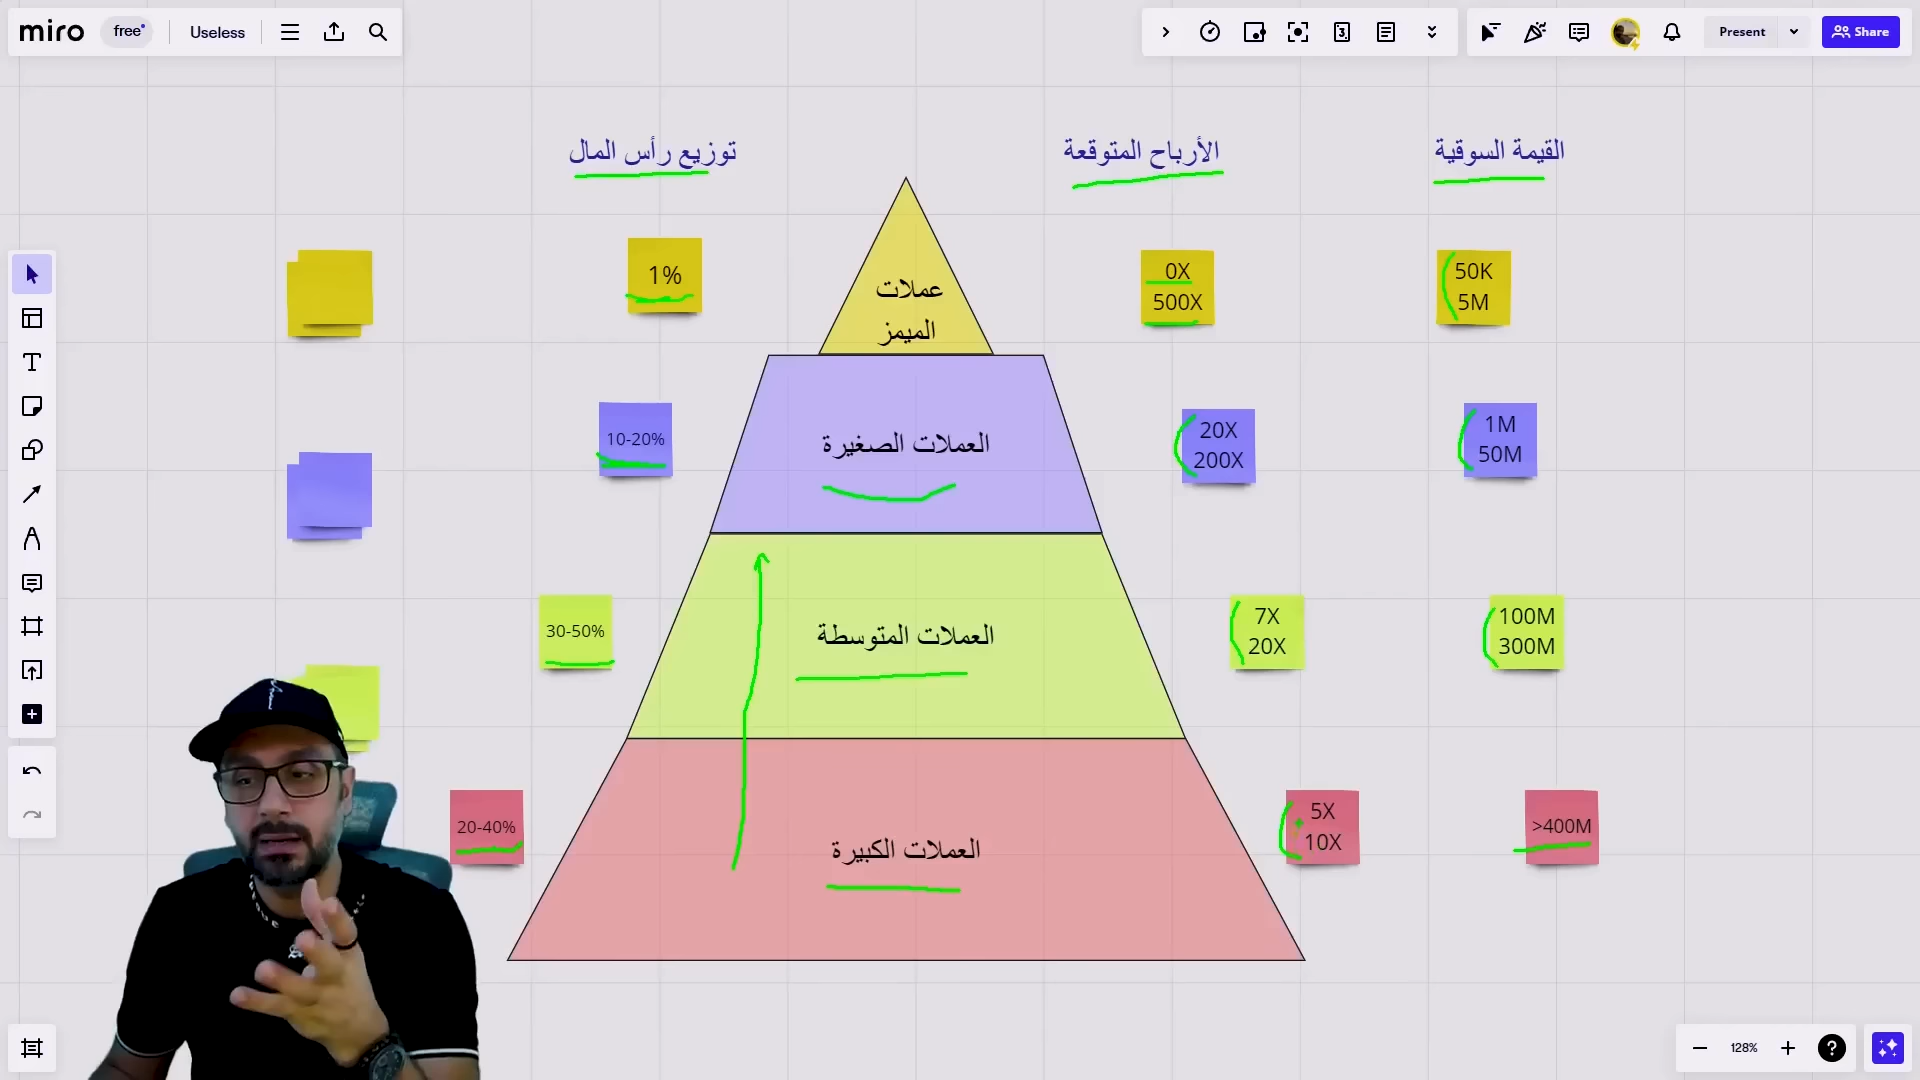 miro
free
Useless
Present
Share
توزيع رأس المال
الأرباح المتوقعة
القيمة السوقية
1%
عملات
الميمز
0X
500X
50K
5M
10-20%
العملات الصغيرة
20X
200X
1M
50M
30-50%
العملات المتوسطة
7X
20X
100M
300M
20-40%
العملات الكبيرة
5X
10X
>400M
128%